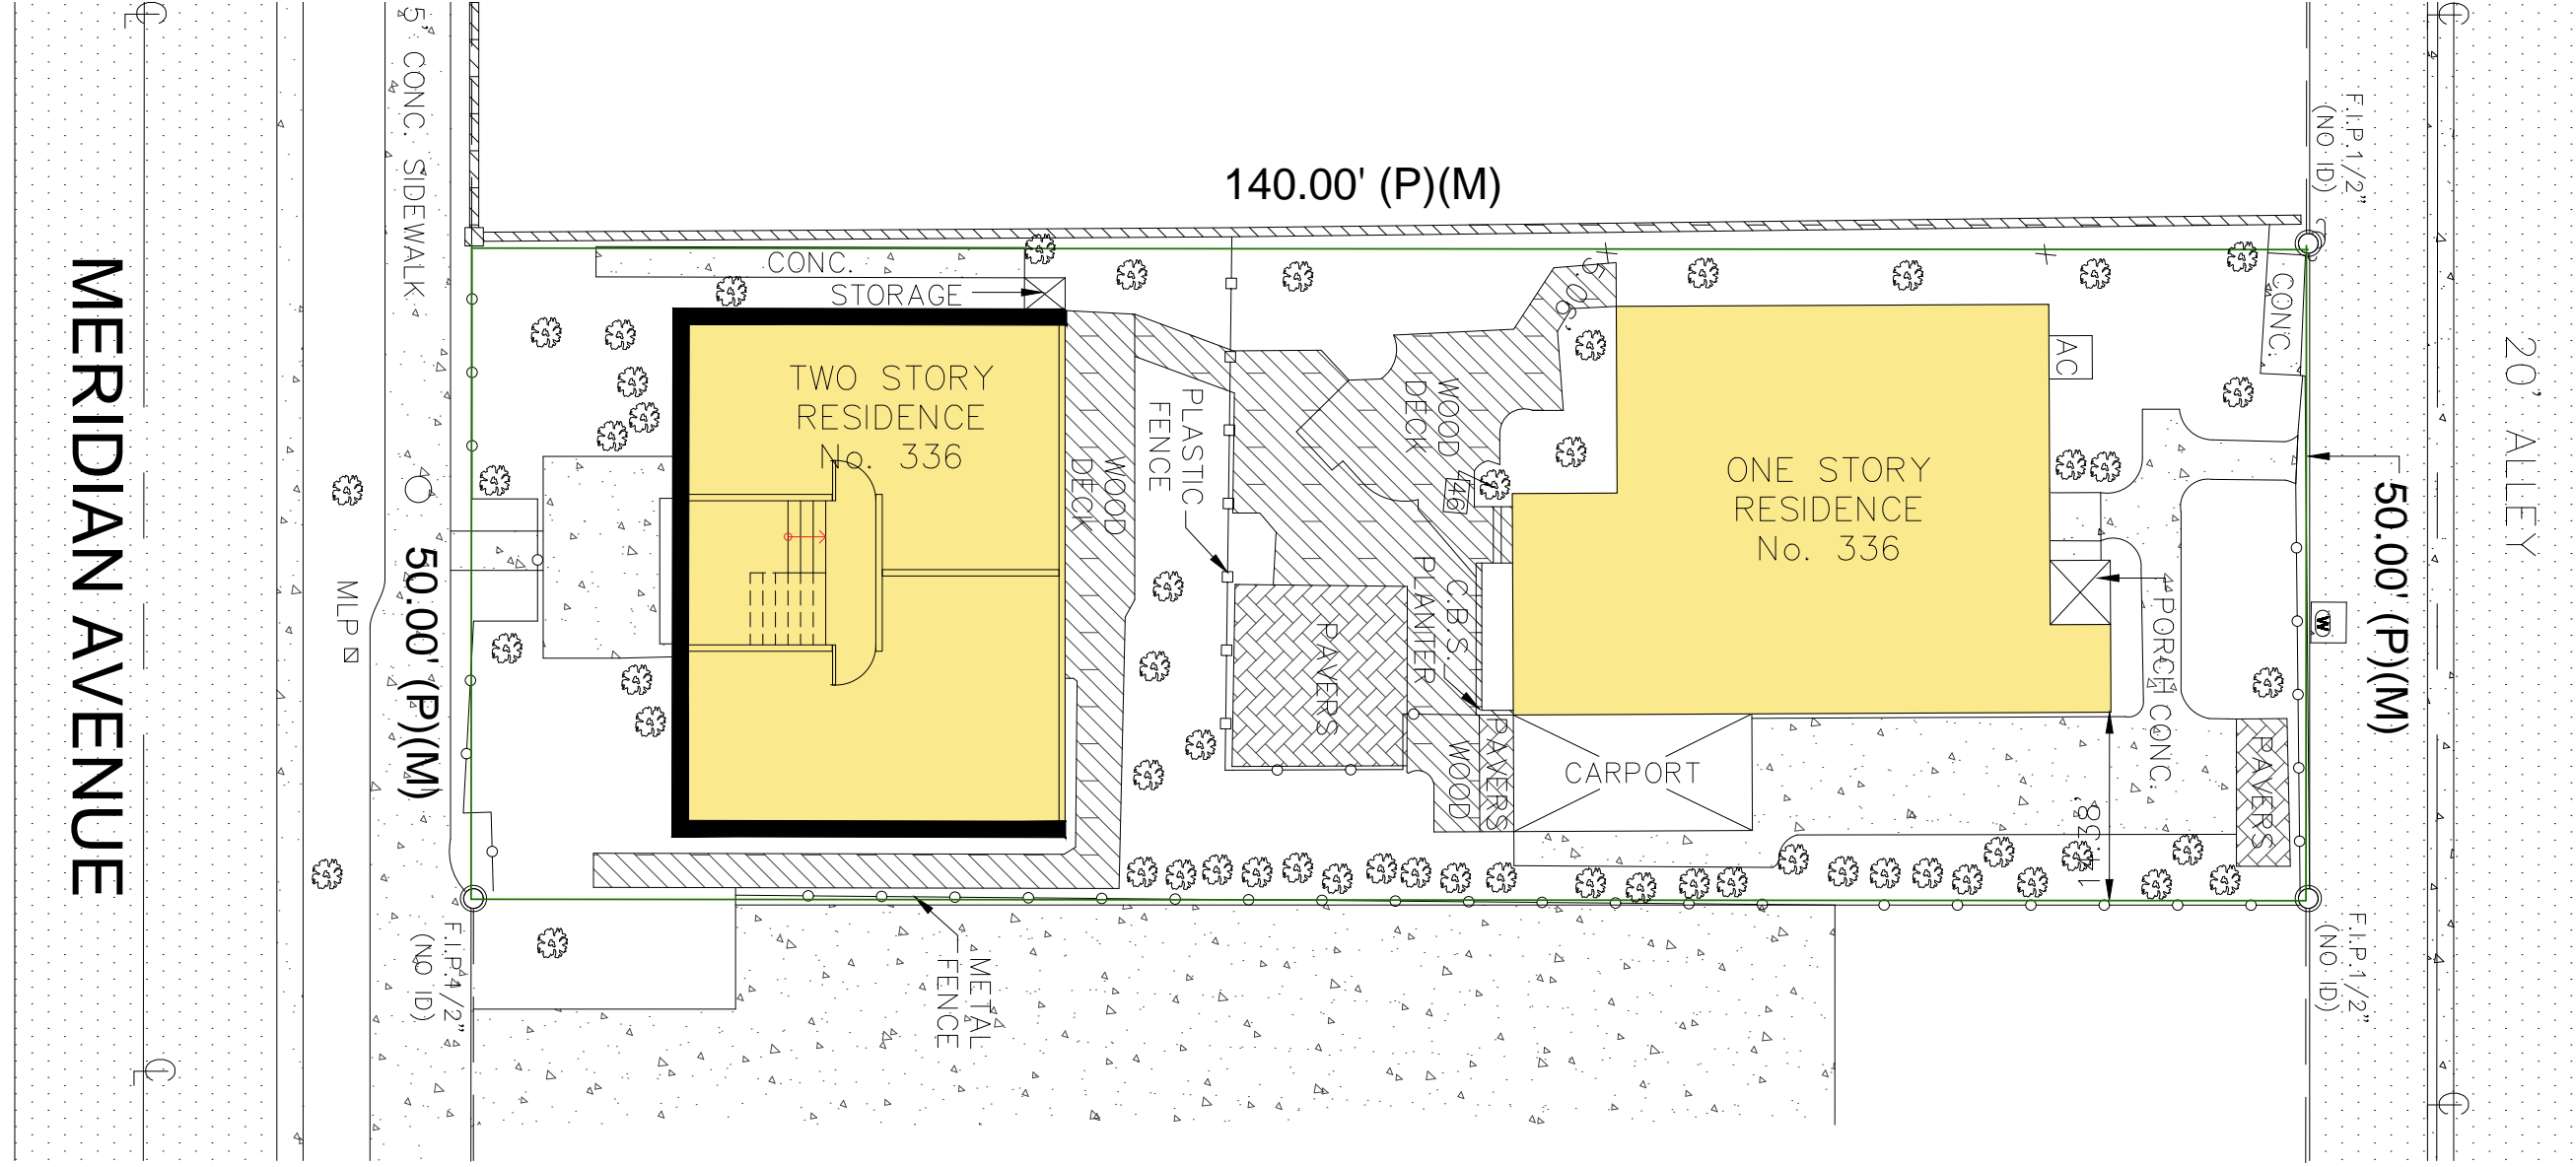 MERIDIAN AVENUE
5' CONC. SIDEWALK
MLP
50.00' (P)(M)
F.I.P.1/2"
(NO ID)
140.00' (P)(M)
CONC.
STORAGE
TWO STORY
RESIDENCE
No. 336
WOOD
DECK
PLASTIC
FENCE
METAL
FENCE
PAVERS
WOOD
DECK
C.B.S.
PLANTER
WOOD
PAVERS
CARPORT
ONE STORY
RESIDENCE
No. 336
AC
PORCH CONC.
14.38'
PAVERS
CONC.
F.I.P.1/2"
(NO ID)
50.00' (P)(M)
W
F.I.P.1/2"
(NO ID)
20' ALLEY